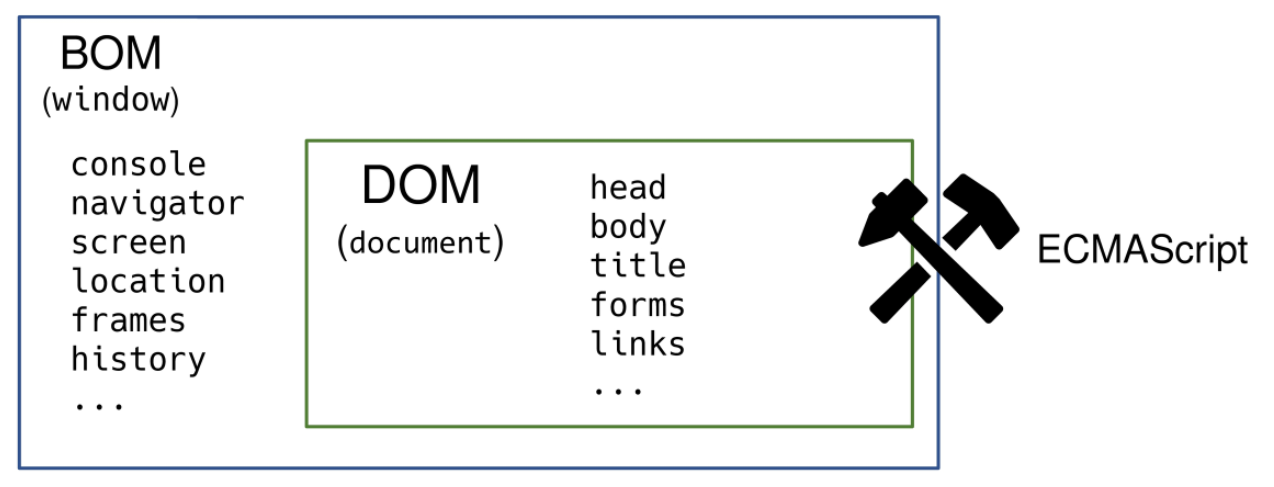 BOM
(window)
console
navigator
screen
location
frames
history
...
DOM
(document)
head
body
title
forms
links
...
ECMAScript